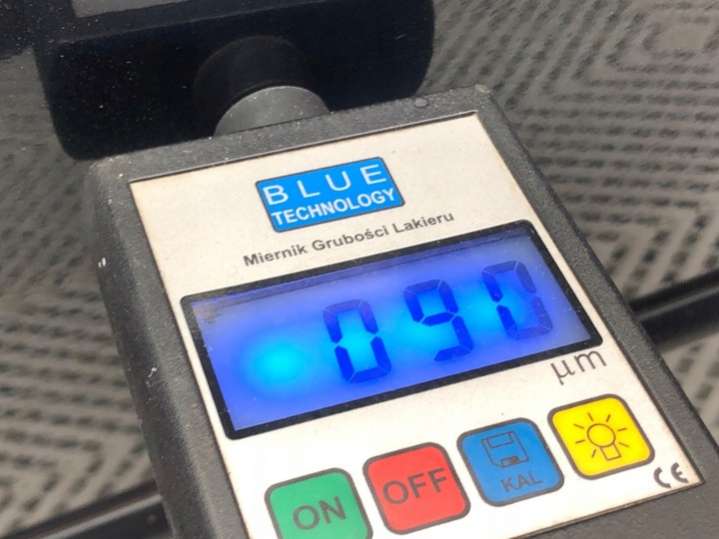 BLUE
TECHNOLOGY
Miernik Grubości Lakieru
090
μm
ON
OFF
KAL
CE